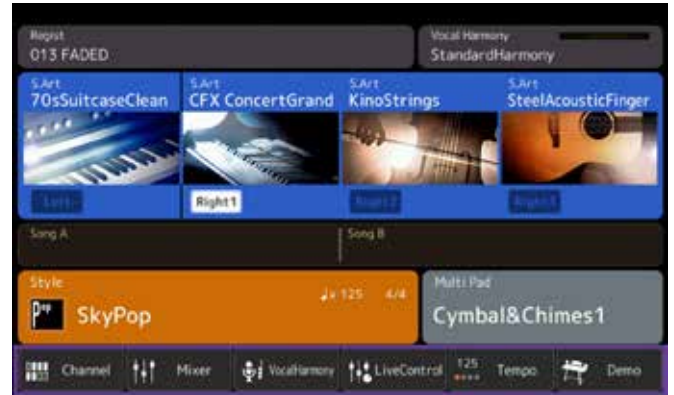 Regist
013 FADED
Vocal Harmony
StandardHarmony
S.Art
70sSuitcaseClean
S.Art
CFX ConcertGrand
S.Art
KinoStrings
S.Art
SteelAcousticFinger
Left
Right1
Right2
Right3
Song A
Song B
Style
Pop
SkyPop
♩= 125 4/4
Multi Pad
Cymbal&Chimes1
Channel
Mixer
VocalHarmony
LiveControl
125
Tempo
Demo